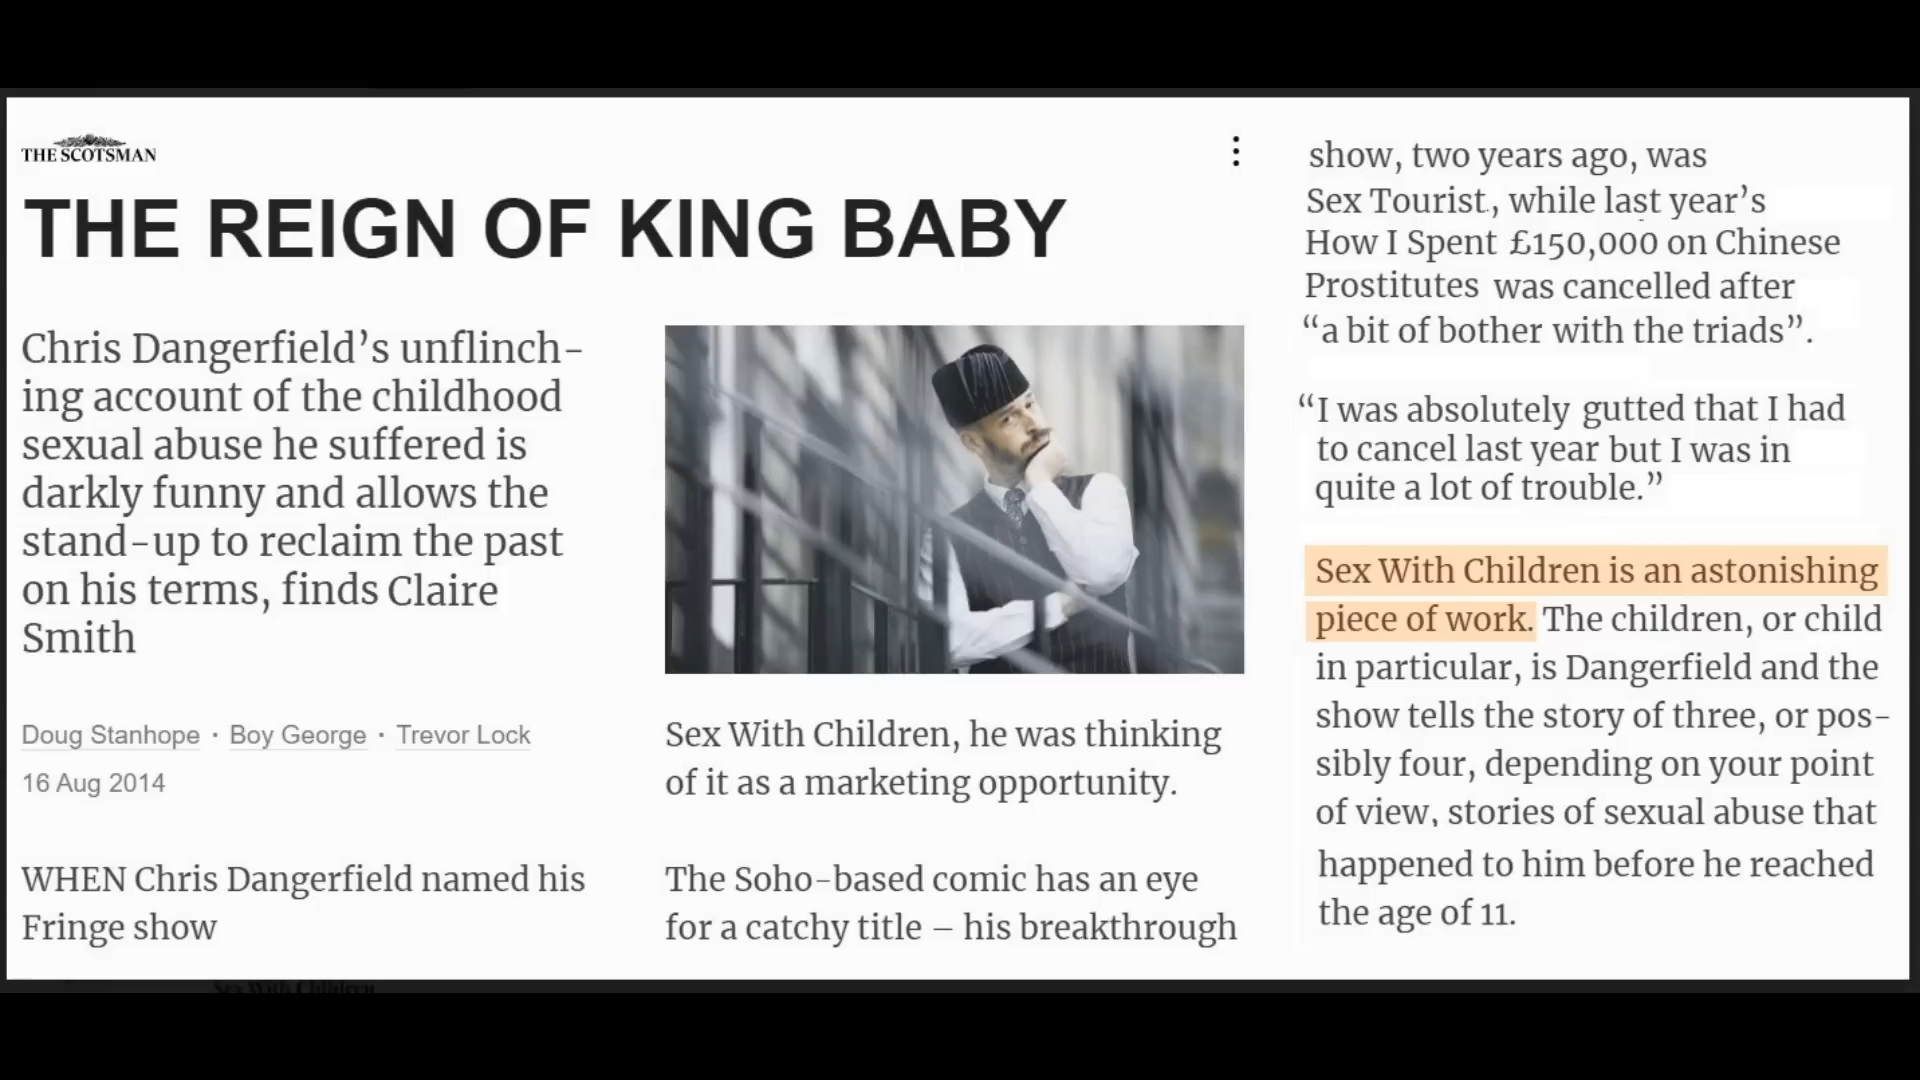 THE SCOTSMAN
THE REIGN OF KING BABY
Chris Dangerfield’s unflinch-
ing account of the childhood
sexual abuse he suffered is
darkly funny and allows the
stand-up to reclaim the past
on his terms, finds Claire
Smith
Doug Stanhope · Boy George · Trevor Lock
16 Aug 2014
WHEN Chris Dangerfield named his
Fringe show
Sex With Children, he was thinking
of it as a marketing opportunity.
The Soho-based comic has an eye
for a catchy title – his breakthrough
show, two years ago, was
Sex Tourist., while last year’s
How I Spent £150,000 on Chinese
Prostitutes was cancelled after
“a bit of bother with the triads”.
“I was absolutely gutted that I had
to cancel last year but I was in
quite a lot of trouble.”
Sex With Children is an astonishing
piece of work. The children, or child
in particular, is Dangerfield and the
show tells the story of three, or pos-
sibly four, depending on your point
of view, stories of sexual abuse that
happened to him before he reached
the age of 11.
Sex With Children